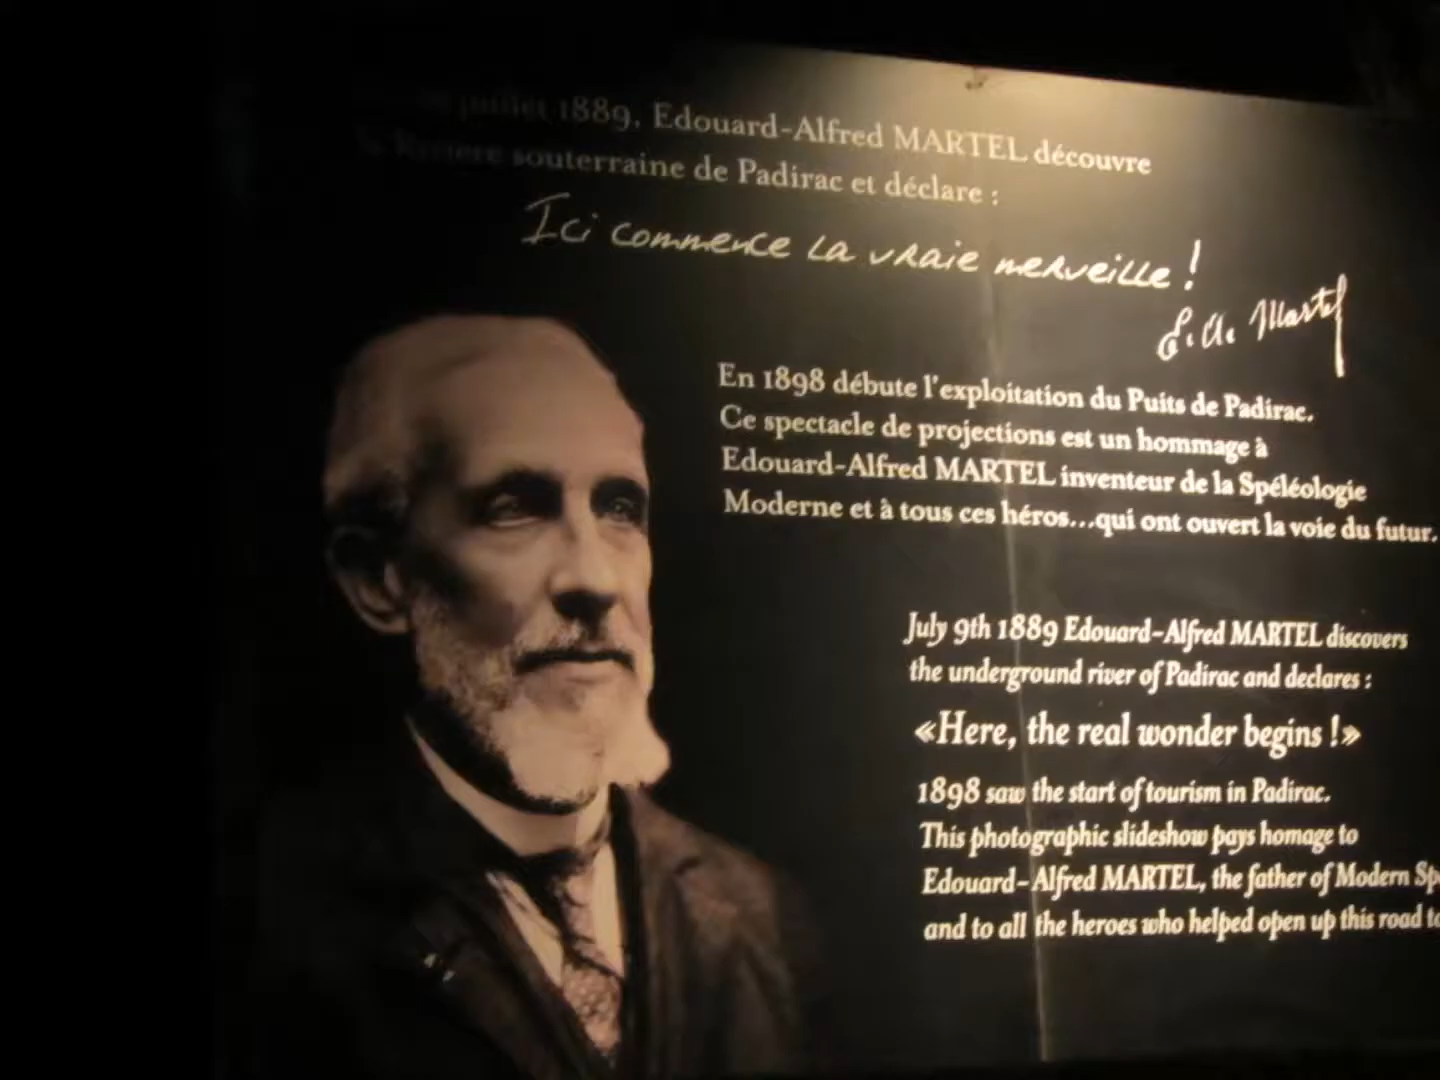 juillet 1889, Edouard-Alfred MARTEL découvre
la Rivière souterraine de Padirac et déclare :
Ici commence la vraie merveille !
E. A. Martel
En 1898 débute l'exploitation du Puits de Padirac.
Ce spectacle de projections est un hommage à
Edouard-Alfred MARTEL inventeur de la Spéléologie
Moderne et à tous ces héros...qui ont ouvert la voie du futur.
July 9th 1889 Edouard-Alfred MARTEL discovers
the underground river of Padirac and declares :
«Here, the real wonder begins !»
1898 saw the start of tourism in Padirac.
This photographic slideshow pays homage to
Edouard-Alfred MARTEL, the father of Modern
and to all the heroes who helped open up this road